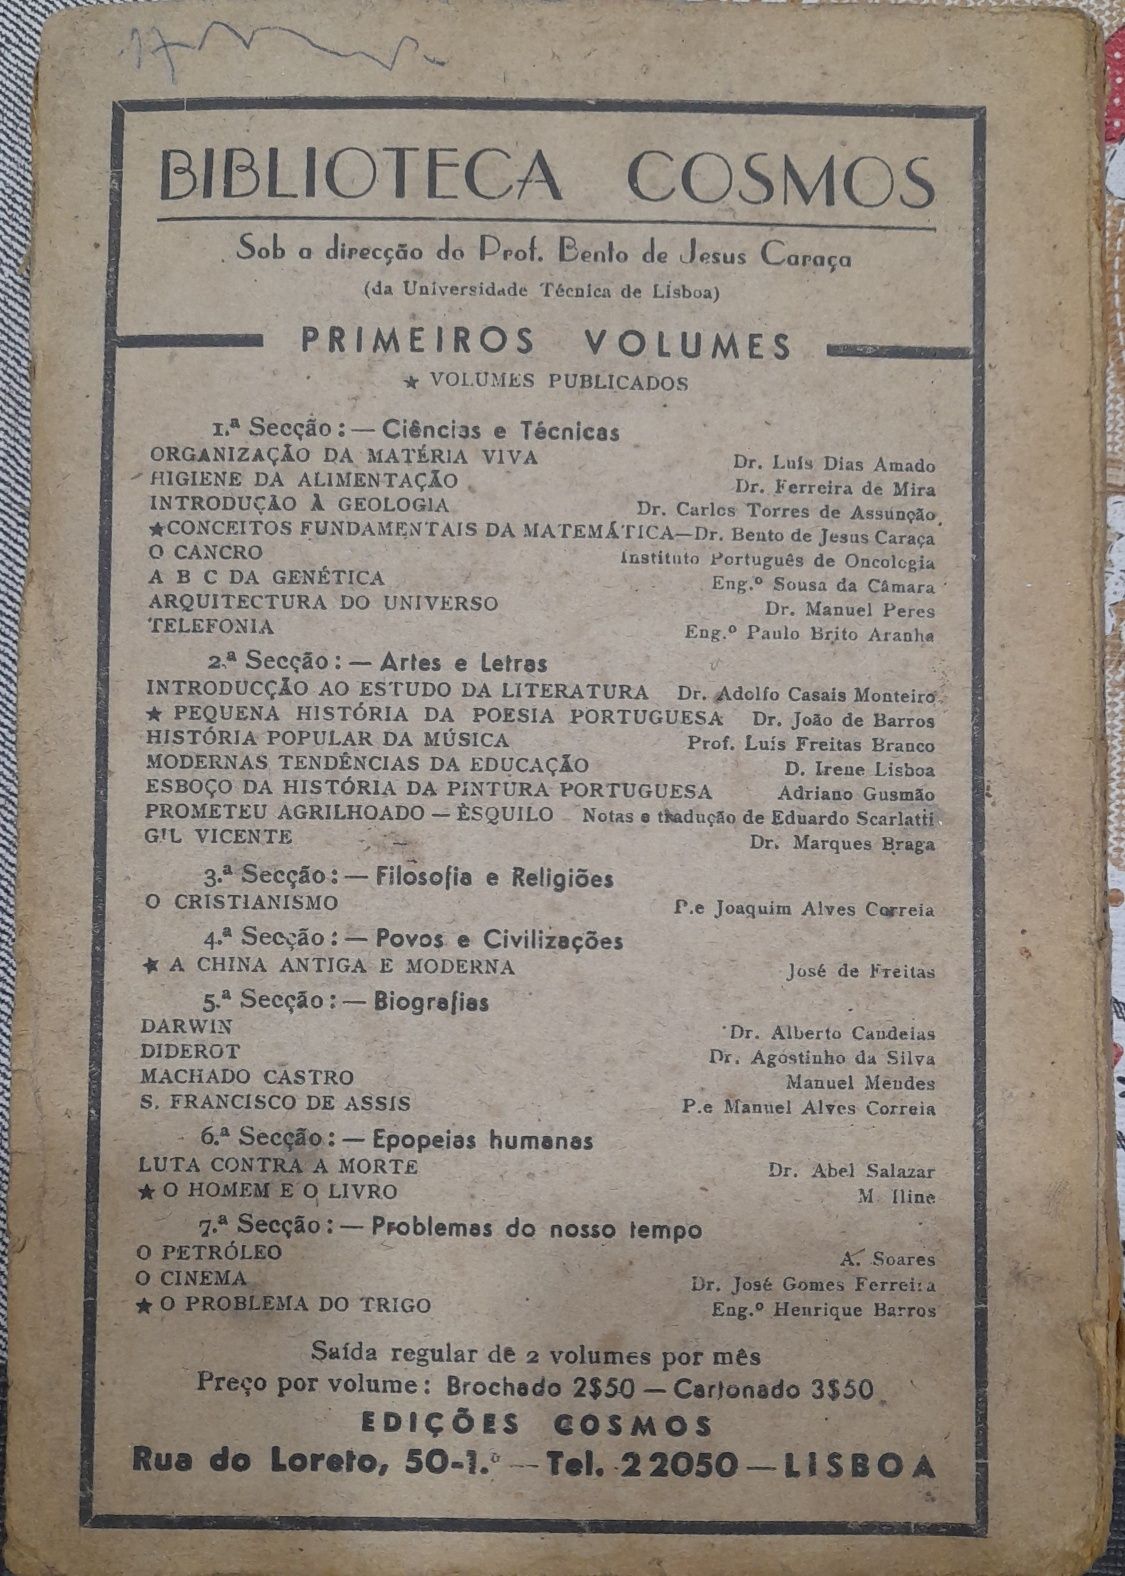 BIBLIOTECA COSMOS
Sob a direcção do Prof. Bento de Jesus Caraça
(da Universidade Técnica de Lisboa)
PRIMEIROS VOLUMES
★ VOLUMES PUBLICADOS
1.ª Secção: — Ciências e Técnicas
ORGANIZAÇÃO DA MATÉRIA VIVA Dr. Luís Dias Amado
HIGIENE DA ALIMENTAÇÃO Dr. Ferreira de Mira
INTRODUÇÃO À GEOLOGIA Dr. Carlos Torres de Assunção
★CONCEITOS FUNDAMENTAIS DA MATEMÁTICA—Dr. Bento de Jesus Caraça
O CANCRO Instituto Português de Oncologia
A B C DA GENÉTICA Eng.º Sousa da Câmara
ARQUITECTURA DO UNIVERSO Dr. Manuel Peres
TELEFONIA Eng.º Paulo Brito Aranha
2.ª Secção: — Artes e Letras
INTRODUCÇÃO AO ESTUDO DA LITERATURA Dr. Adolfo Casais Monteiro
★ PEQUENA HISTÓRIA DA POESIA PORTUGUESA Dr. João de Barros
HISTÓRIA POPULAR DA MÚSICA Prof. Luís Freitas Branco
MODERNAS TENDÊNCIAS DA EDUCAÇÃO D. Irene Lisboa
ESBOÇO DA HISTÓRIA DA PINTURA PORTUGUESA Adriano Gusmão
PROMETEU AGRILHOADO — ÉSQUILO Notas e tradução de Eduardo Scarlatti
GIL VICENTE Dr. Marques Braga
3.ª Secção: — Filosofia e Religiões
O CRISTIANISMO P.e Joaquim Alves Correia
4.ª Secção: — Povos e Civilizações
★ A CHINA ANTIGA E MODERNA José de Freitas
5.ª Secção: — Biografias
DARWIN Dr. Alberto Candeias
DIDEROT Dr. Agostinho da Silva
MACHADO CASTRO Manuel Mendes
S. FRANCISCO DE ASSIS P.e Manuel Alves Correia
6.ª Secção: — Epopeias humanas
LUTA CONTRA A MORTE Dr. Abel Salazar
★ O HOMEM E O LIVRO M. Iline
7.ª Secção: — Problemas do nosso tempo
O PETRÓLEO A. Soares
O CINEMA Dr. José Gomes Ferreira
★ O PROBLEMA DO TRIGO Eng.º Henrique Barros
Saída regular de 2 volumes por mês
Preço por volume: Brochado 2$50 — Cartonado 3$50
EDIÇÕES COSMOS
Rua do Loreto, 50-1.º — Tel. 22050 — LISBOA